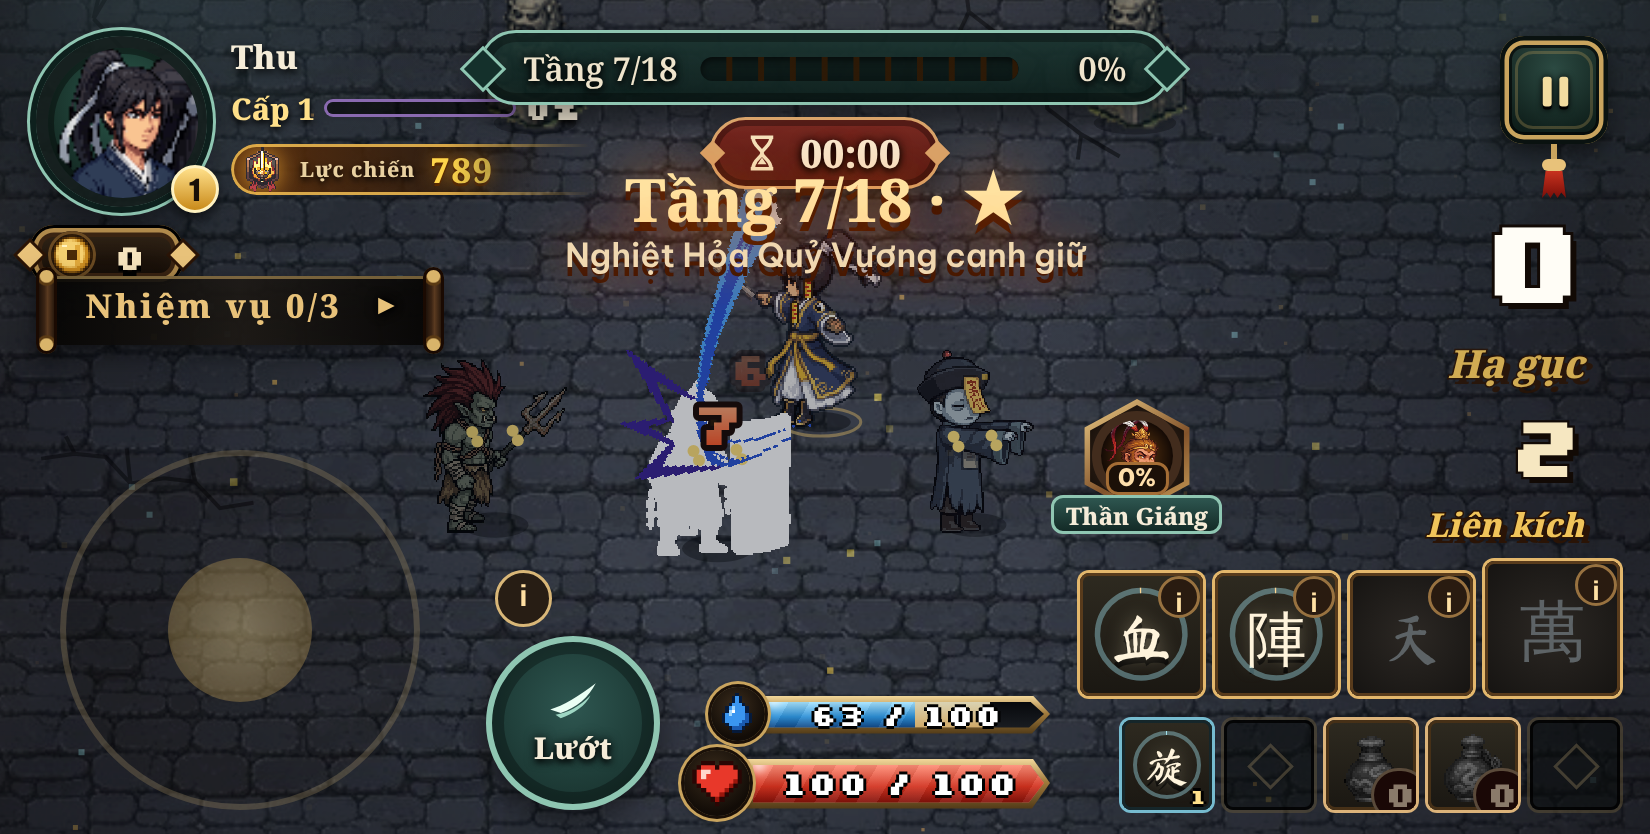 Thu
Tầng 7/18
0%
Cấp 1
00:00
Lực chiến 789
1
Tầng 7/18 · ★
Nghiệt Hỏa Quỷ Vương canh giữ
0
0
Nhiệm vụ 0/3
Hạ gục
6
7
2
0%
Thần Giáng
Liên kích
i
i
i
i
i
血
陣
天
萬
63 / 100
Lướt
旋
1
100 / 100
0
0